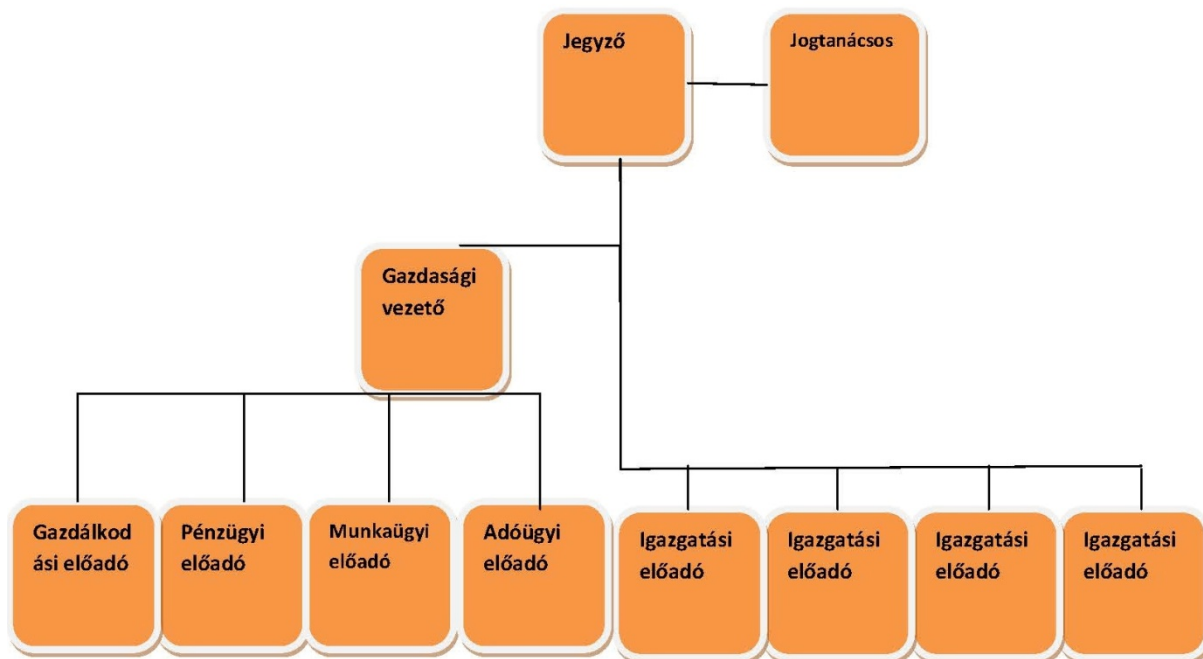 Jegyző
Jogtanácsos
Gazdasági
vezető
Gazdálkod
ási előadó
Pénzügyi
előadó
Munkaügyi
előadó
Adóügyi
előadó
Igazgatási
előadó
Igazgatási
előadó
Igazgatási
előadó
Igazgatási
előadó